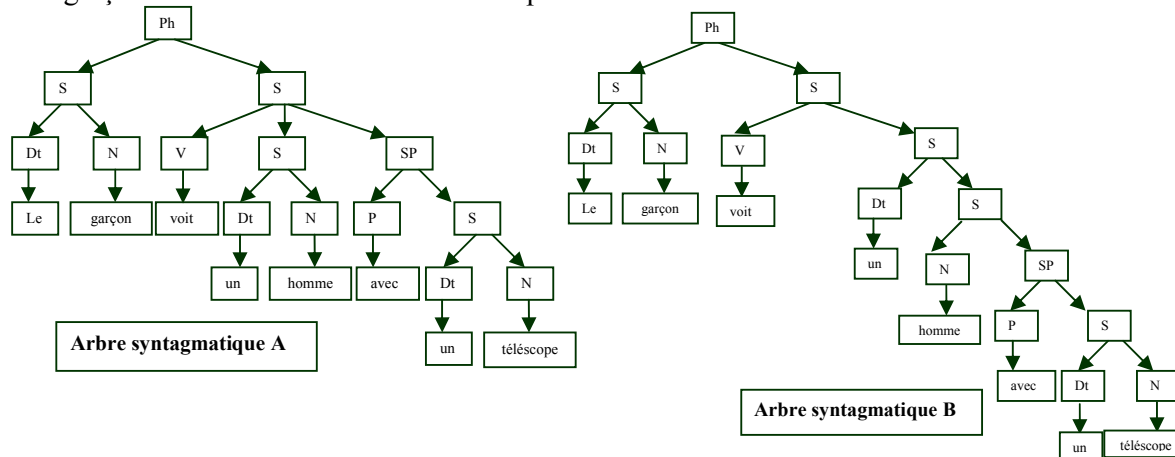 Ph
S S
Dt N V S SP
Le garçon voit Dt N P S
un homme avec Dt N
un téléscope
Arbre syntagmatique A
Ph
S S
Dt N V S
Le garçon voit Dt S
un N SP
homme P S
avec Dt N
un téléscope
Arbre syntagmatique B